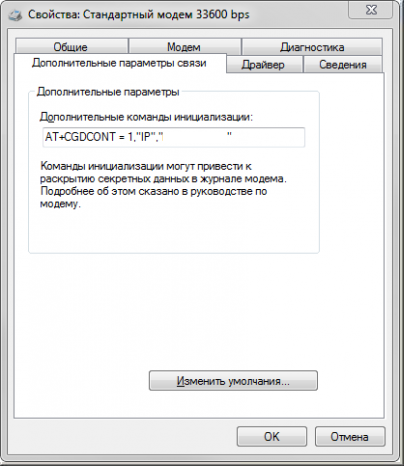 Свойства: Стандартный модем 33600 bps
Общие Модем Диагностика
Дополнительные параметры связи Драйвер Сведения
Дополнительные параметры
Дополнительные команды инициализации:
AT+CGDCONT = 1,"IP"," "
Команды инициализации могут привести к
раскрытию секретных данных в журнале модема.
Подробнее об этом сказано в руководстве по
модему.
Изменить умолчания...
OK Отмена